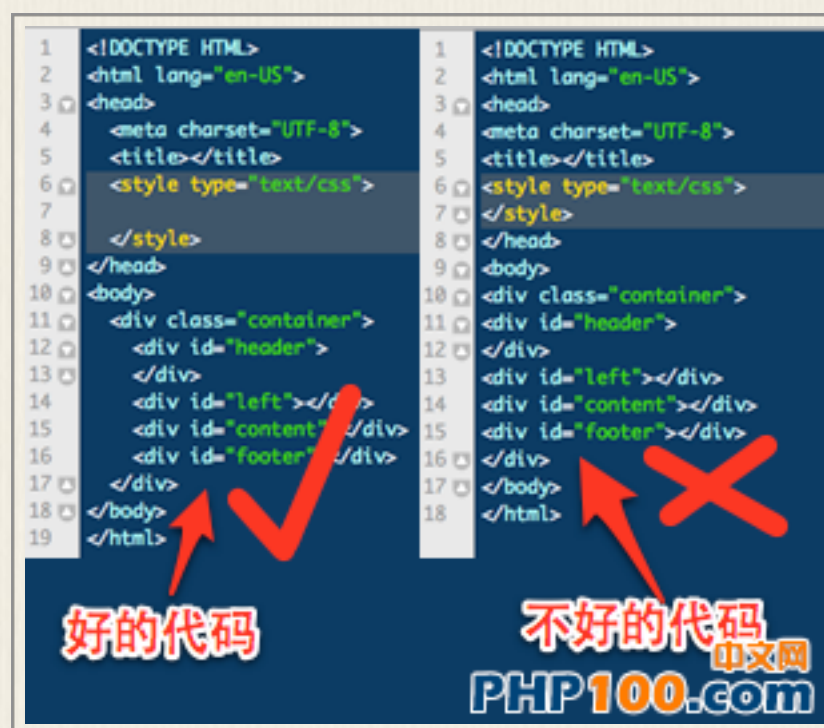 1 <!DOCTYPE HTML>
2 <html lang="en-US">
3 <head>
4   <meta charset="UTF-8">
5   <title></title>
6   <style type="text/css">
7
8   </style>
9 </head>
10 <body>
11   <div class="container">
12     <div id="header">
13     </div>
14     <div id="left"></div>
15     <div id="content"></div>
16     <div id="footer"></div>
17   </div>
18 </body>
19 </html>
好的代码
1 <!DOCTYPE HTML>
2 <html lang="en-US">
3 <head>
4 <meta charset="UTF-8">
5 <title></title>
6 <style type="text/css">
7 </style>
8 </head>
9 <body>
10 <div class="container">
11 <div id="header">
12 </div>
13 <div id="left"></div>
14 <div id="content"></div>
15 <div id="footer"></div>
16 </div>
17 </body>
18 </html>
不好的代码
中文网
PHP100.com